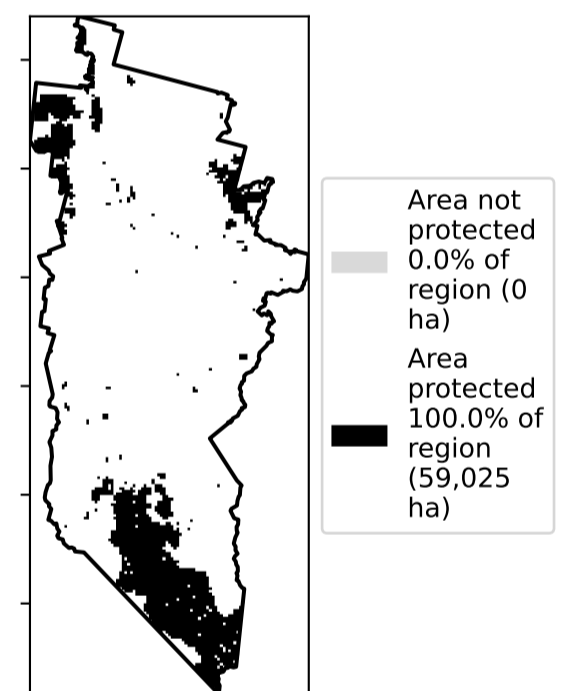 Area not
protected
0.0% of
region (0
ha)
Area
protected
100.0% of
region
(59,025
ha)